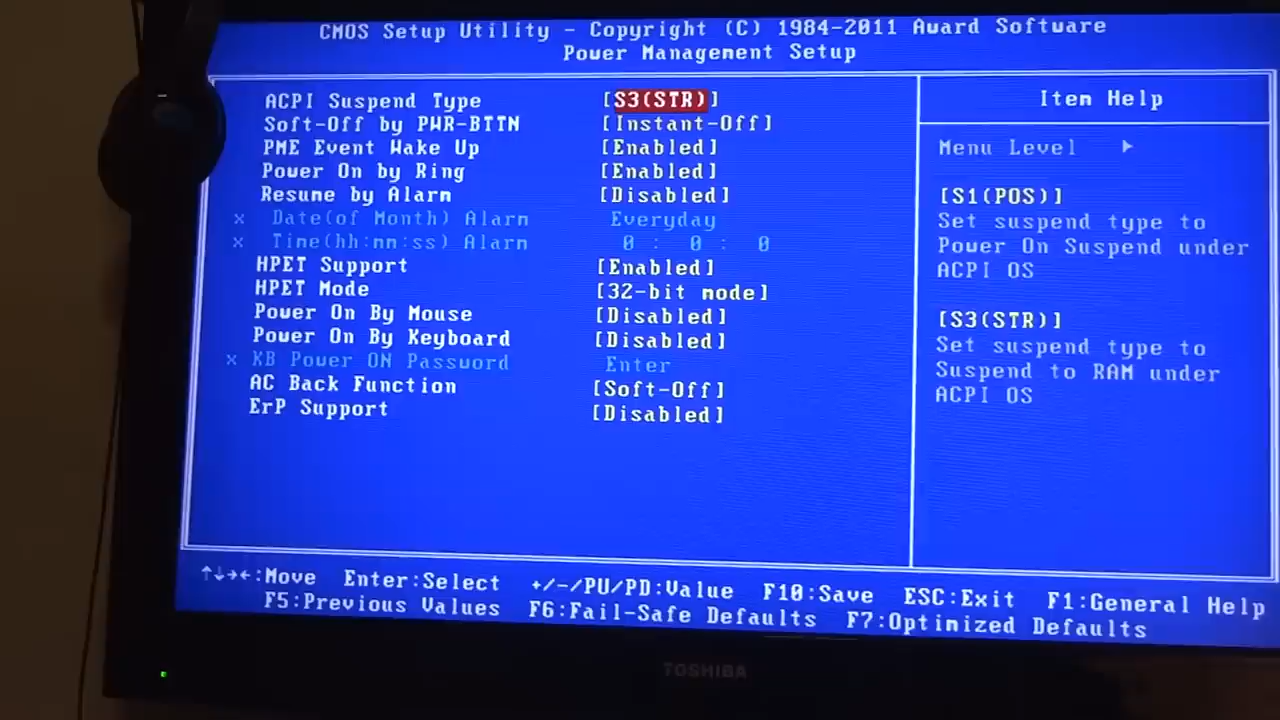 CMOS Setup Utility - Copyright (C) 1984-2011 Award Software
Power Management Setup
ACPI Suspend Type [S3(STR)]
Soft-Off by PWR-BTTN [Instant-Off]
PME Event Wake Up [Enabled]
Power On by Ring [Enabled]
Resume by Alarm [Disabled]
x Date(of Month) Alarm Everyday
x Time(hh:mm:ss) Alarm 0 : 0 : 0
HPET Support [Enabled]
HPET Mode [32-bit mode]
Power On By Mouse [Disabled]
Power On By Keyboard [Disabled]
x KB Power ON Password Enter
AC Back Function [Soft-Off]
ErP Support [Disabled]
Item Help
Menu Level ►
[S1(POS)]
Set suspend type to
Power On Suspend under
ACPI OS
[S3(STR)]
Set suspend type to
Suspend to RAM under
ACPI OS
↑↓→←:Move Enter:Select +/-/PU/PD:Value F10:Save ESC:Exit F1:General Help
F5:Previous Values F6:Fail-Safe Defaults F7:Optimized Defaults
TOSHIBA